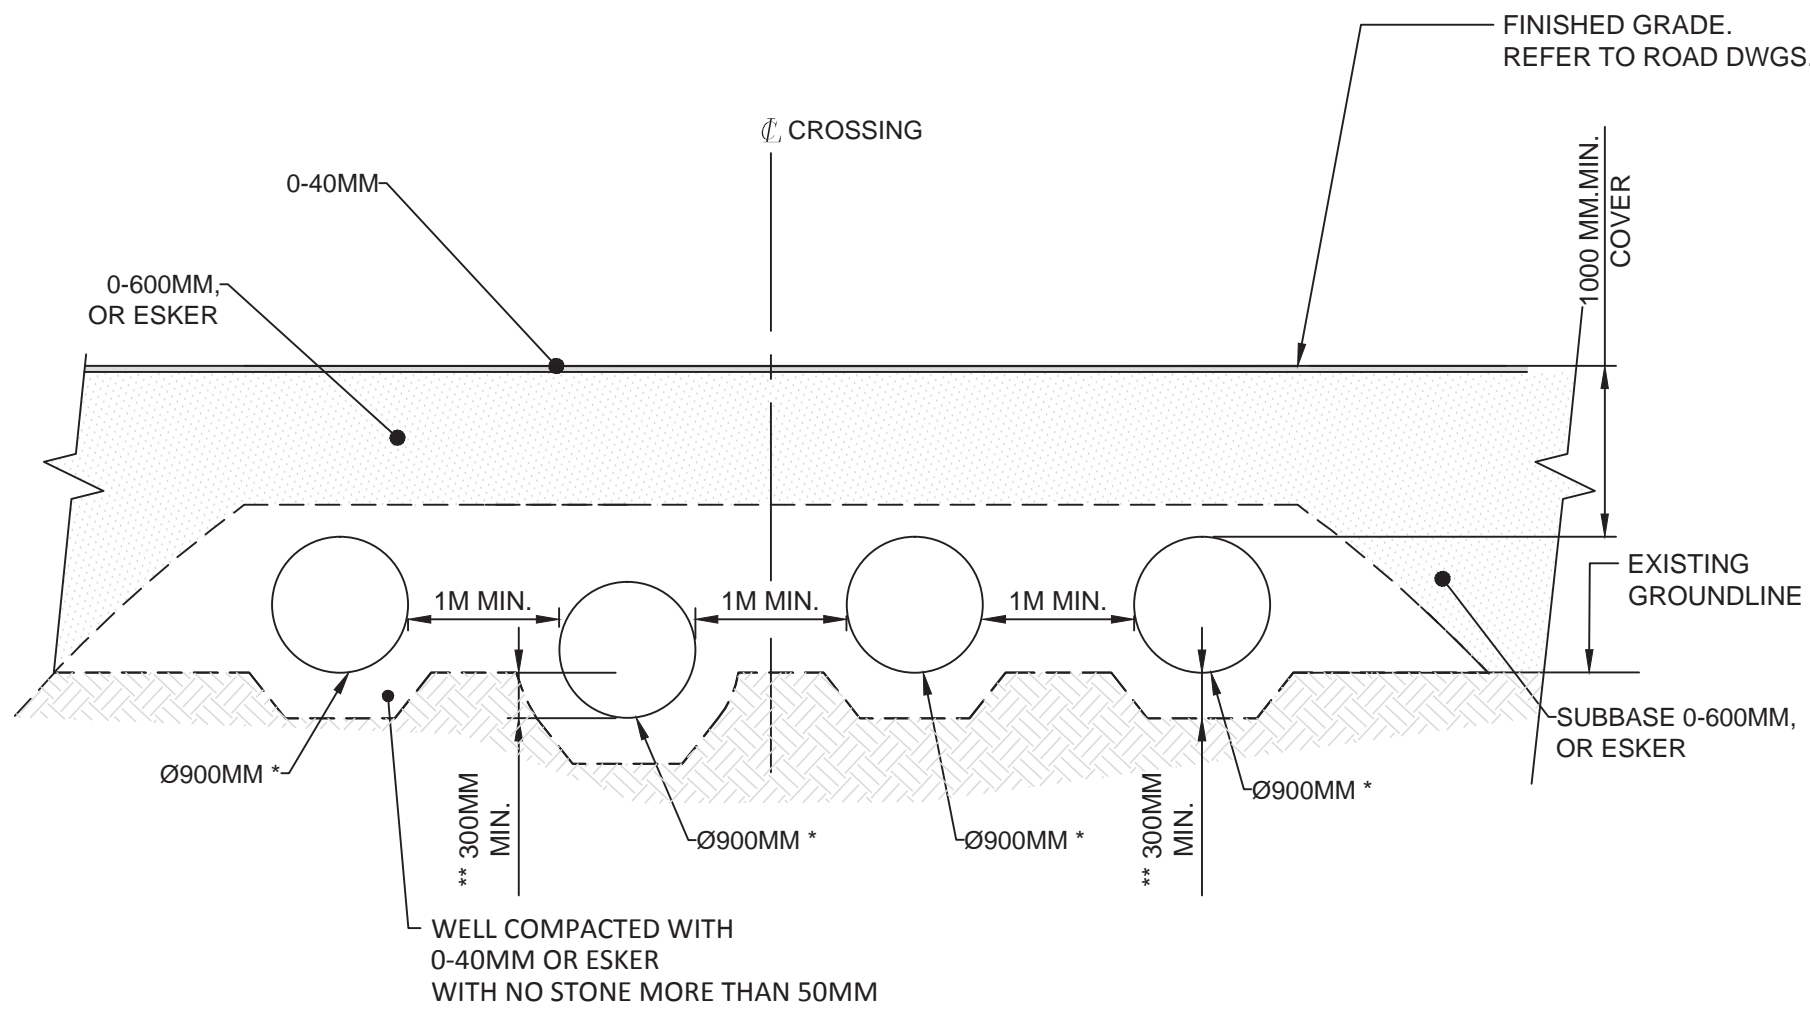 FINISHED GRADE.
REFER TO ROAD DWGS.
℄ CROSSING
0-40MM
1000 MM.MIN.
COVER
0-600MM,
OR ESKER
1M MIN.
1M MIN.
1M MIN.
EXISTING
GROUNDLINE
SUBBASE 0-600MM,
OR ESKER
Ø900MM *
** 300MM
MIN.
Ø900MM *
Ø900MM *
** 300MM
MIN.
Ø900MM *
WELL COMPACTED WITH
0-40MM OR ESKER
WITH NO STONE MORE THAN 50MM